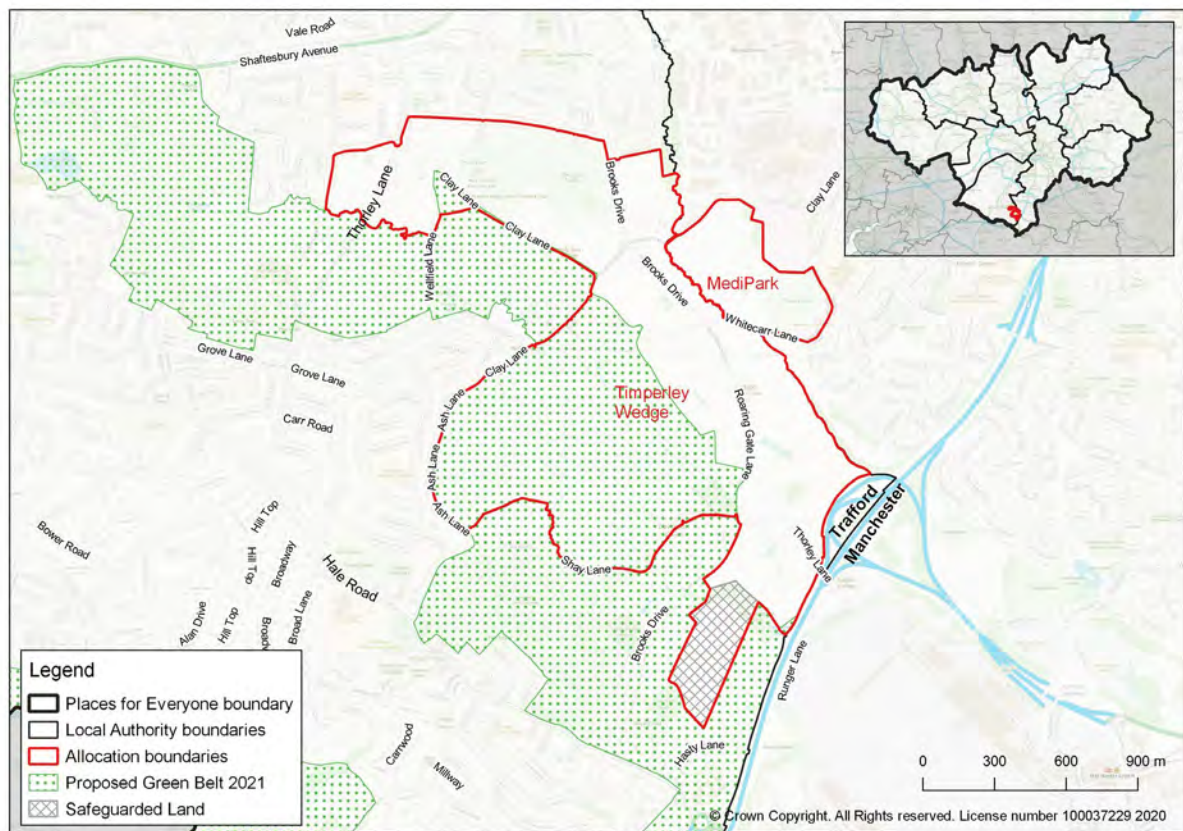 Vale Road
Shaftesbury Avenue
Thorley Lane
Clay Lane
Clay Lane
Wellfield Lane
Brooks Drive
Clay Lane
Brooks Drive
MediPark
Whitecarr Lane
Grove Lane
Grove Lane
Clay Lane
Carr Road
Ash Lane
Timperley
Wedge
Roaring Gate Lane
Ash Lane
Ash Lane
Trafford
Manchester
Bower Road
Hill Top
Hill Top
Broadway
Hale Road
Shay Lane
Thorley Lane
Alan Drive
Hill Top
Broad Lane
Brooks Drive
Runger Lane
Hasty Lane
Carrwood
Millway
Legend
Places for Everyone boundary
Local Authority boundaries
Allocation boundaries
Proposed Green Belt 2021
Safeguarded Land
0 300 600 900 m
© Crown Copyright. All Rights reserved. License number 100037229 2020